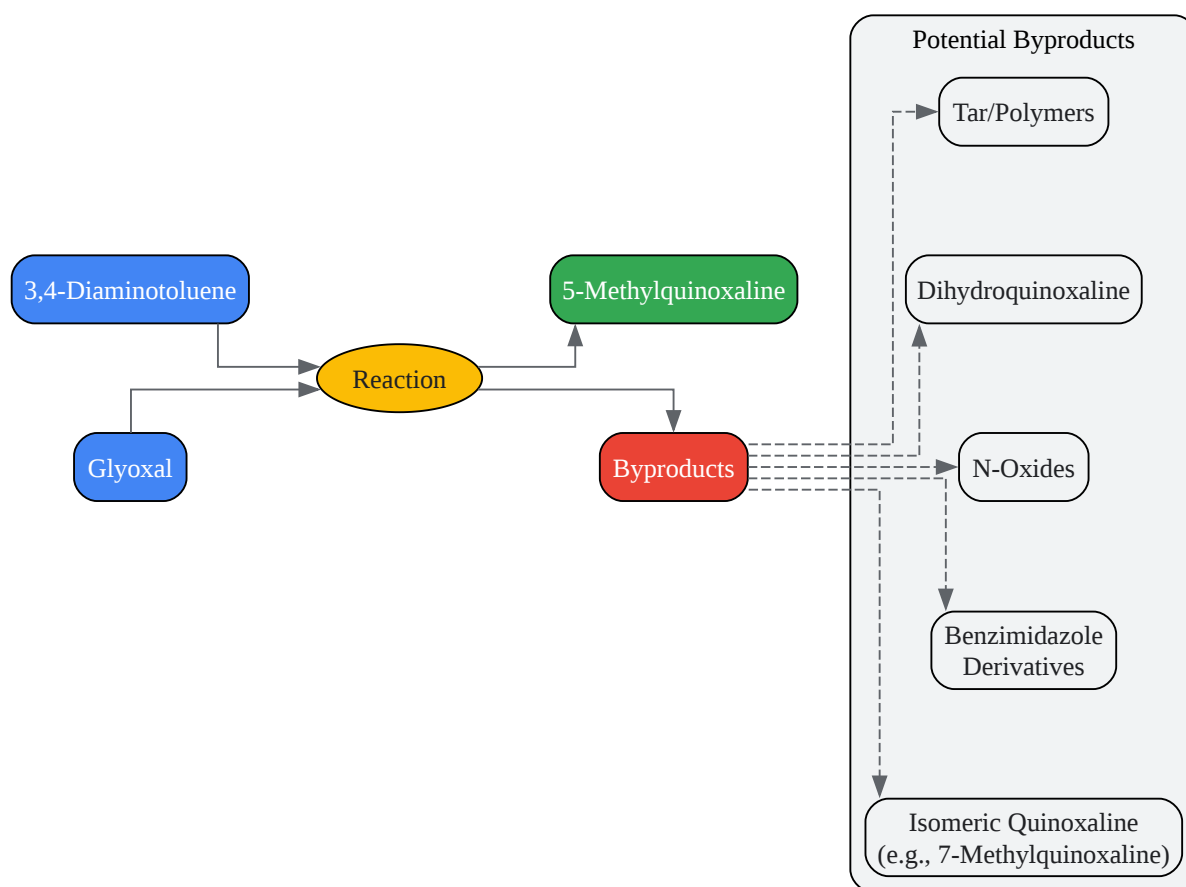 Potential Byproducts
Tar/Polymers
3,4-Diaminotoluene
5-Methylquinoxaline
Dihydroquinoxaline
Reaction
Glyoxal
Byproducts
N-Oxides
Benzimidazole
Derivatives
Isomeric Quinoxaline
(e.g., 7-Methylquinoxaline)